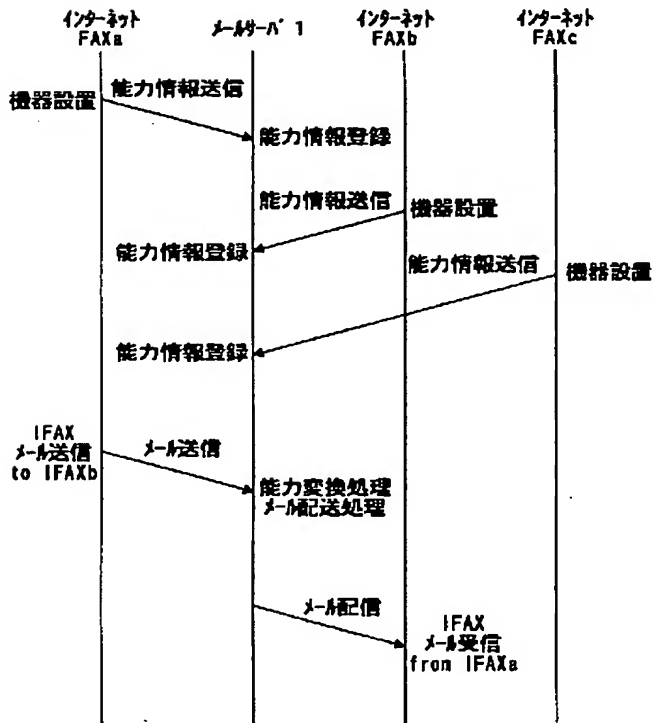 インターネット
FAXa
メールサーバ 1
インターネット
FAXb
インターネット
FAXc
機器設置
能力情報送信
能力情報登録
能力情報送信
機器設置
能力情報登録
能力情報送信
機器設置
能力情報登録
IFAX
メール送信
to IFAXb
メール送信
能力変換処理
メール配送処理
メール配信
IFAX
メール受信
from IFAXa